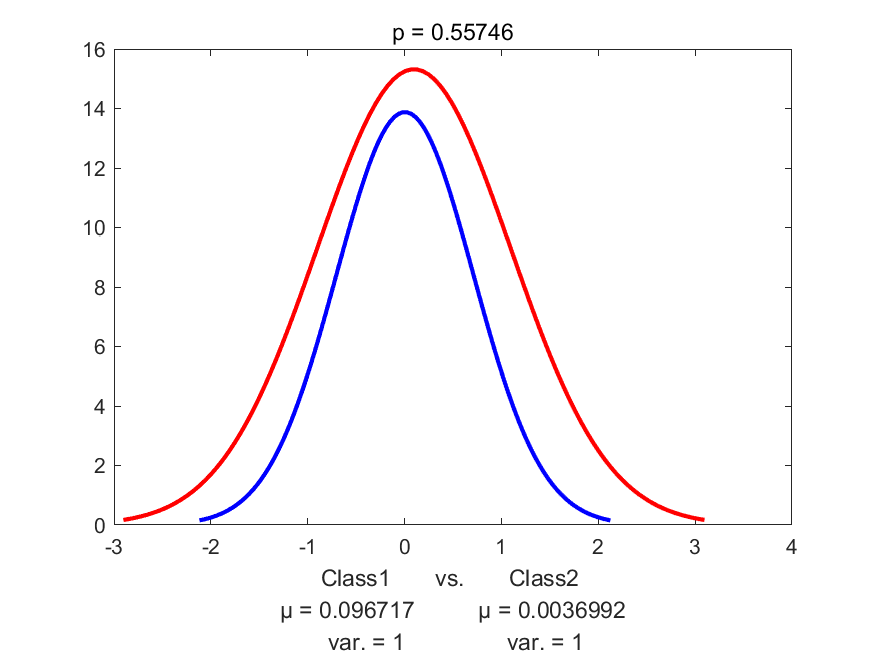 p = 0.55746
16
14
12
10
8
6
4
2
0
-3 -2 -1 0 1 2 3 4
Class1 vs. Class2
μ = 0.096717 μ = 0.0036992
var. = 1 var. = 1